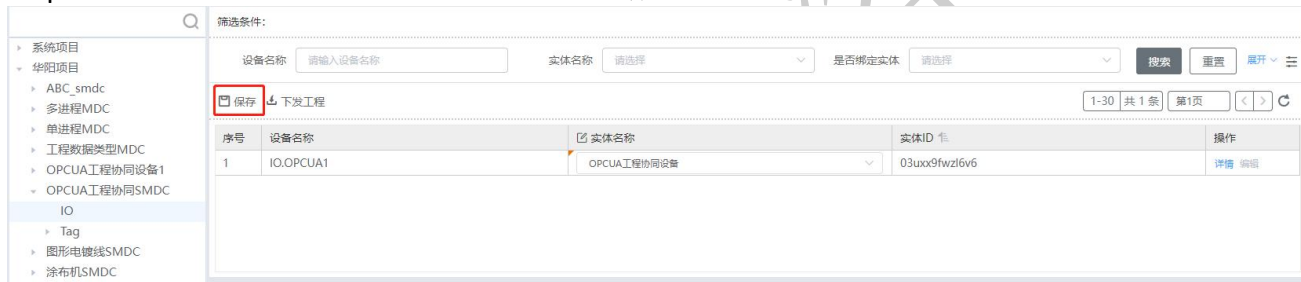 筛选条件:
系统项目
华阳项目
ABC_smdc
多进程MDC
单进程MDC
工程数据类型MDC
OPCUA工程协同设备1
OPCUA工程协同SMDC
IO
Tag
图形电镀线SMDC
涂布机SMDC
设备名称 请输入设备名称 实体名称 请选择 是否绑定实体 请选择 搜索 重置 展开
保存 下发工程 1-30 共1条 第1页
序号 设备名称 实体名称 实体ID 操作
1 IO.OPCUA1 OPCUA工程协同设备 03uxx9fwzl6v6 详情 编辑